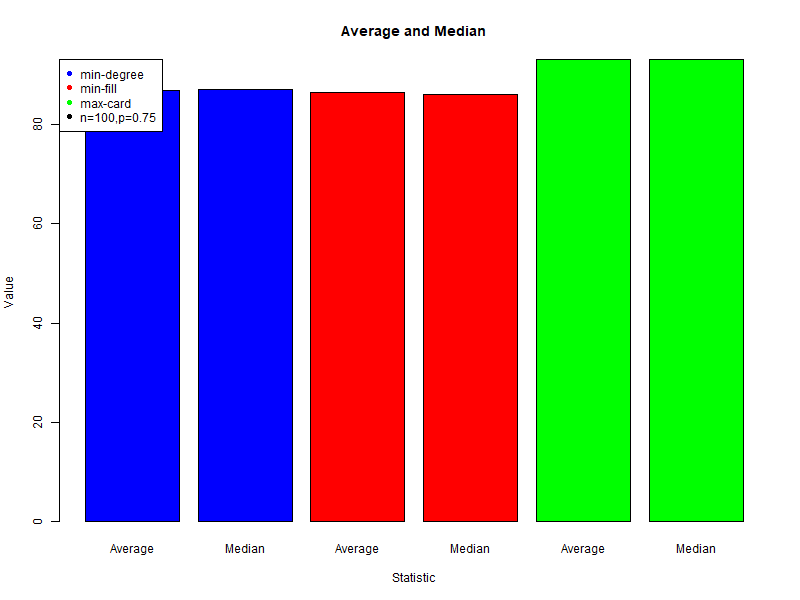 Average and Median
min-degree
min-fill
max-card
n=100,p=0.75
Value
80
60
40
20
0
Average Median Average Median Average Median
Statistic